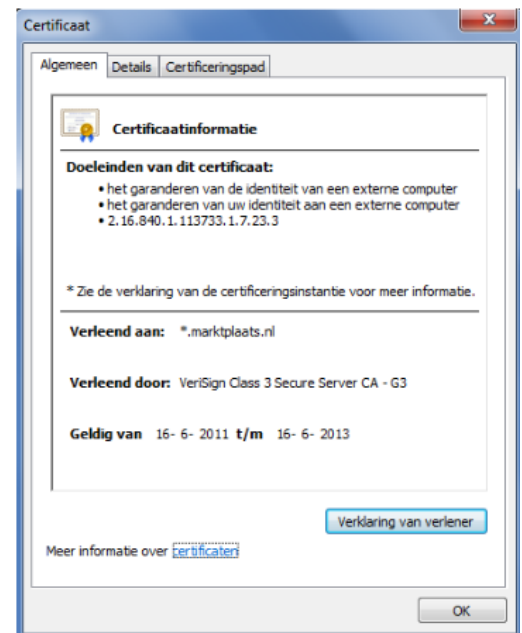 Certificaat
Algemeen Details Certificeringspad
Certificaatinformatie
Doeleinden van dit certificaat:
• het garanderen van de identiteit van een externe computer
• het garanderen van uw identiteit aan een externe computer
• 2.16.840.1.113733.1.7.23.3
* Zie de verklaring van de certificeringsinstantie voor meer informatie.
Verleend aan: *.marktplaats.nl
Verleend door: VeriSign Class 3 Secure Server CA - G3
Geldig van 16- 6- 2011 t/m 16- 6- 2013
Verklaring van verlener
Meer informatie over certificaten
OK